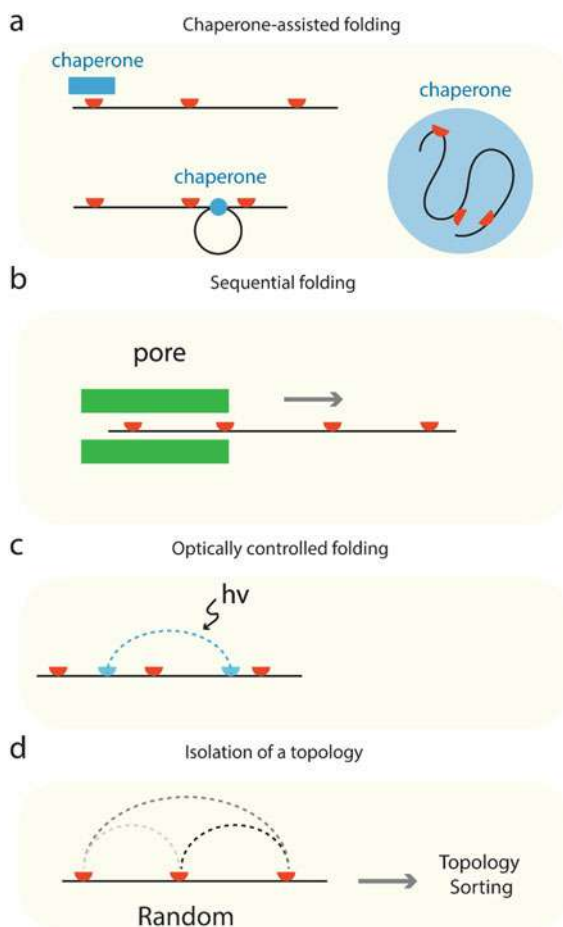 a
Chaperone-assisted folding
chaperone
chaperone
chaperone
b
Sequential folding
pore
c
Optically controlled folding
hv
d
Isolation of a topology
Topology
Sorting
Random